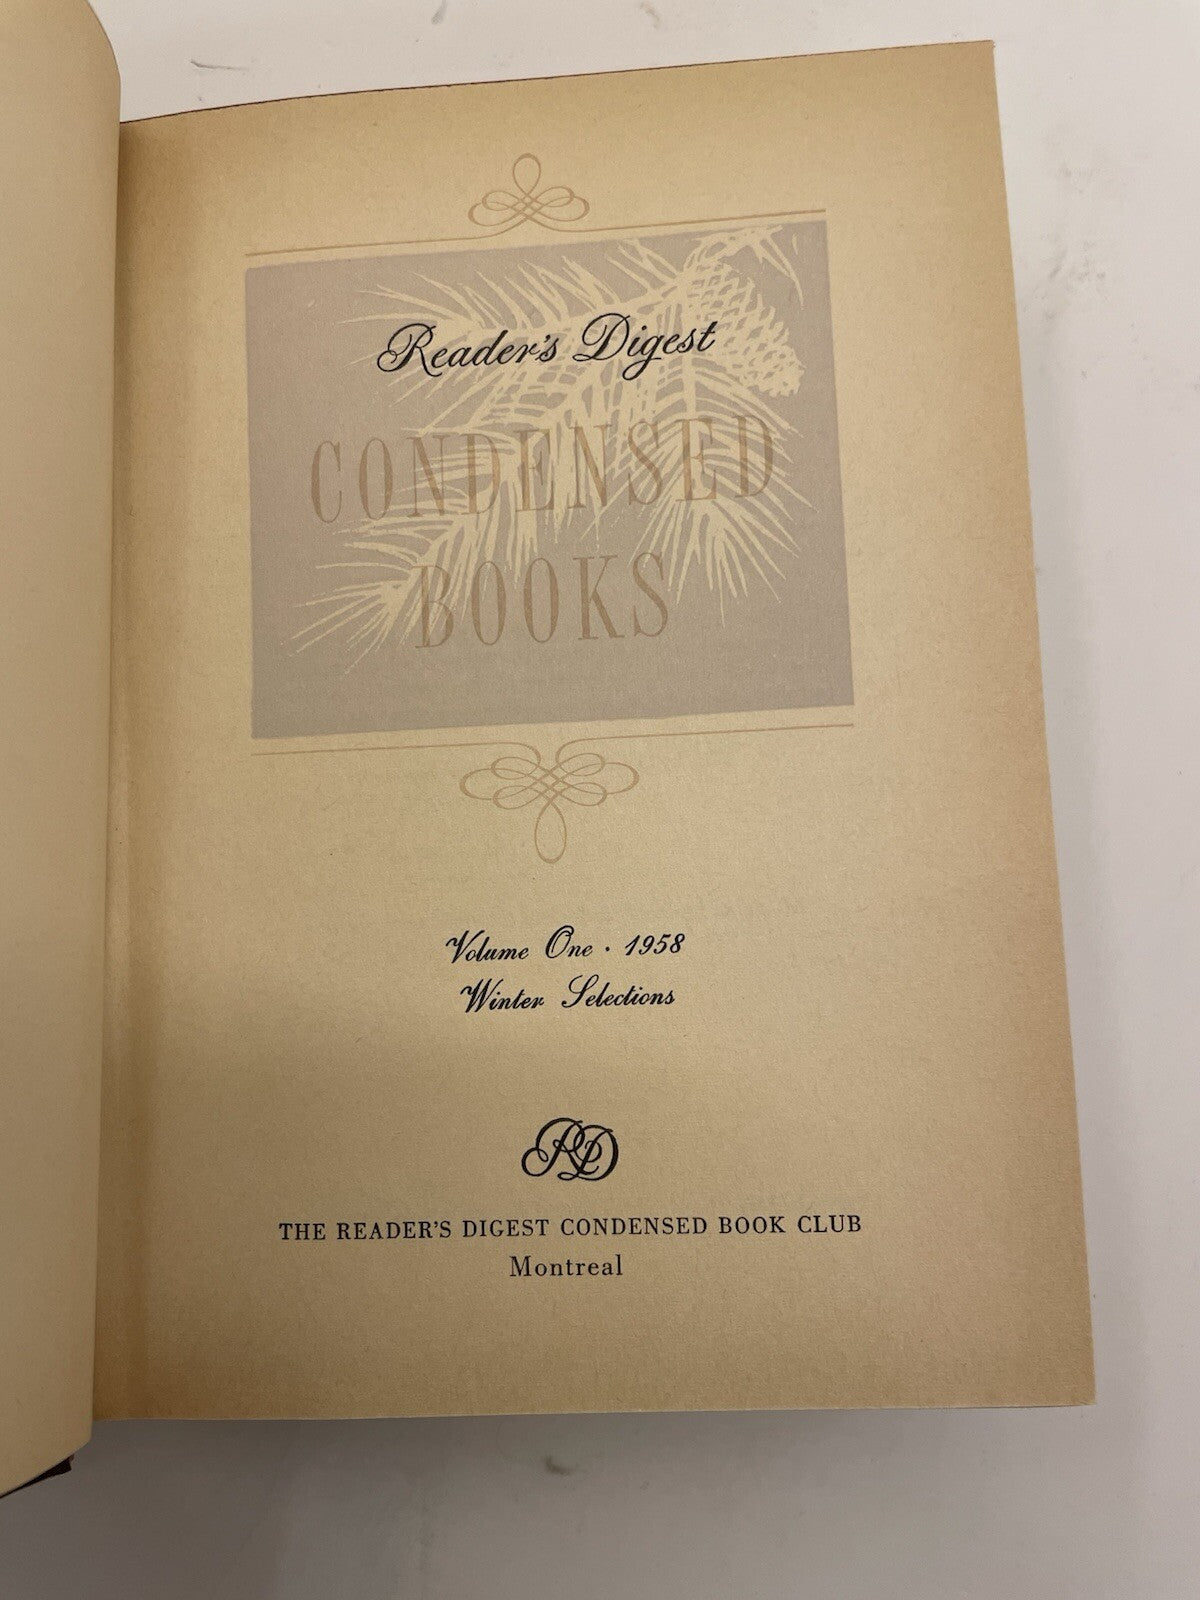 Reader's Digest
CONDENSED
BOOKS
Volume One · 1958
Winter Selections
RD
THE READER'S DIGEST CONDENSED BOOK CLUB
Montreal